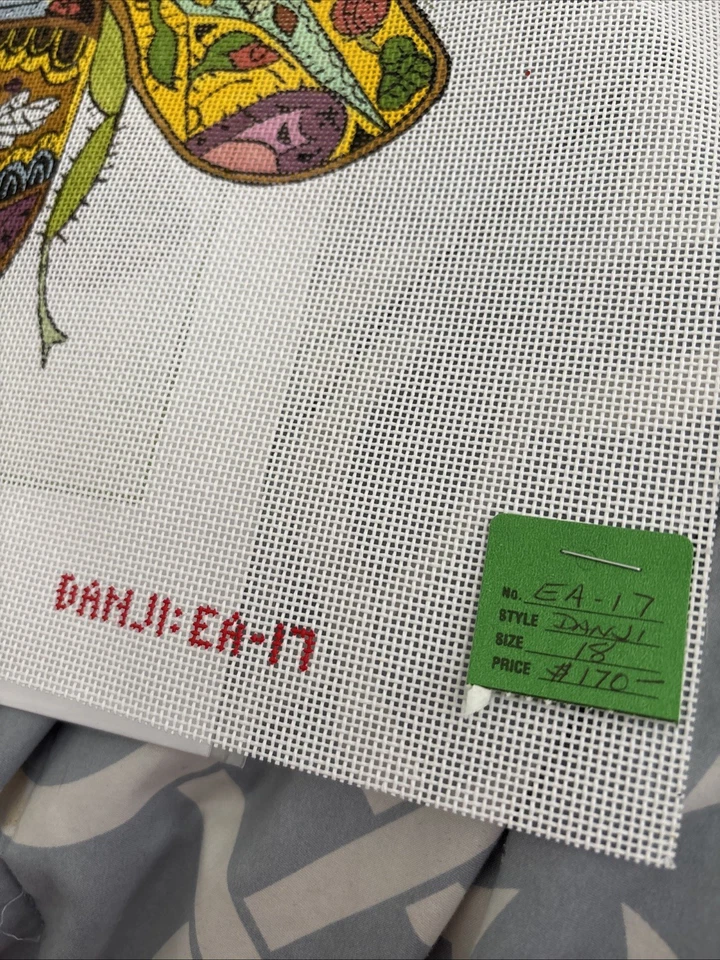 DANJI: EA-17
No. EA-17
STYLE DANJI
SIZE 18
PRICE $170-